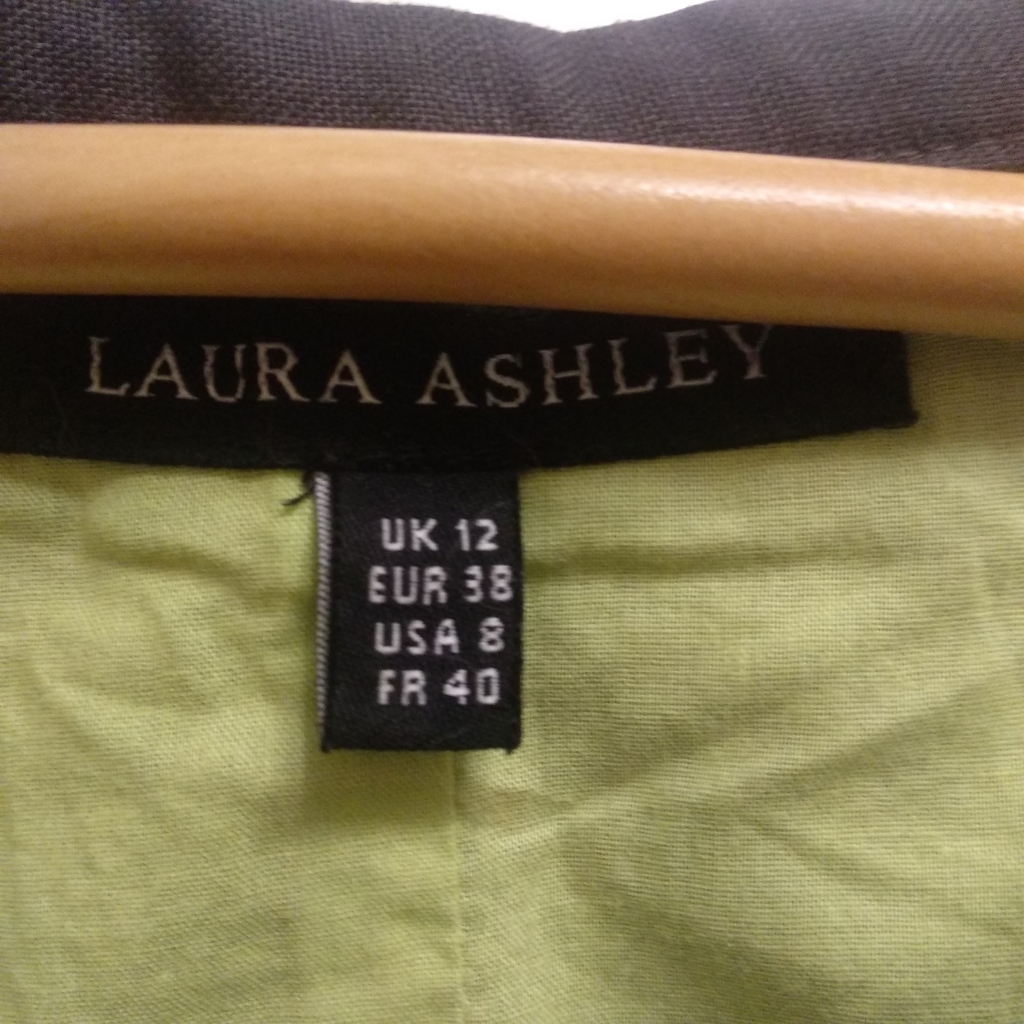 LAURA ASHLEY
UK 12
EUR 38
USA 8
FR 40